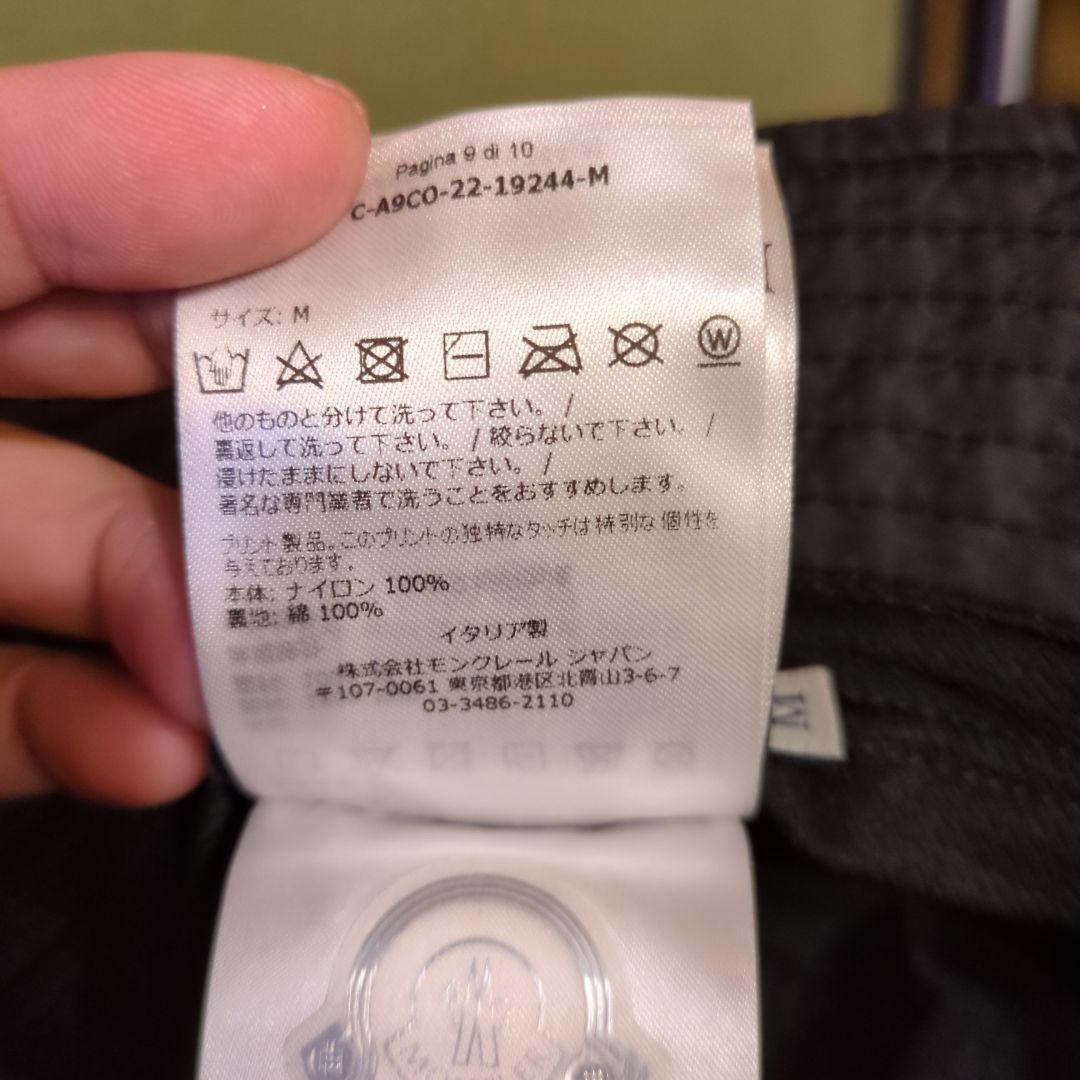 Pagina 9 di 10
C-A9CO-22-19244-M
サイズ: M
W
他のものと分けて洗って下さい。 /
裏返して洗って下さい。 / 絞らないで下さい。 /
浸けたままにしないで下さい。 /
著名な専門業者で洗うことをおすすめします。
プリント製品。このプリントの独特なタッチは特別な個性を
与えております。
本体: ナイロン 100%
裏地: 綿 100%
イタリア製
株式会社モンクレール ジャパン
〒107-0061 東京都港区北青山3-6-7
03-3486-2110
M